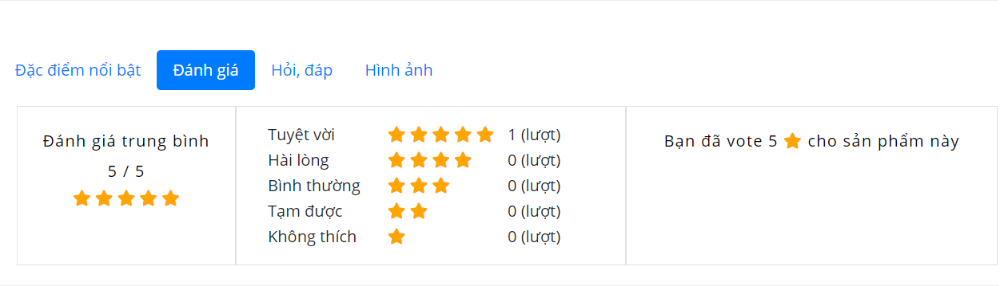 Đặc điểm nổi bật Đánh giá Hỏi, đáp Hình ảnh
Đánh giá trung bình
5 / 5
Tuyệt vời 1 (lượt)
Hài lòng 0 (lượt)
Bình thường 0 (lượt)
Tạm được 0 (lượt)
Không thích 0 (lượt)
Bạn đã vote 5 cho sản phẩm này